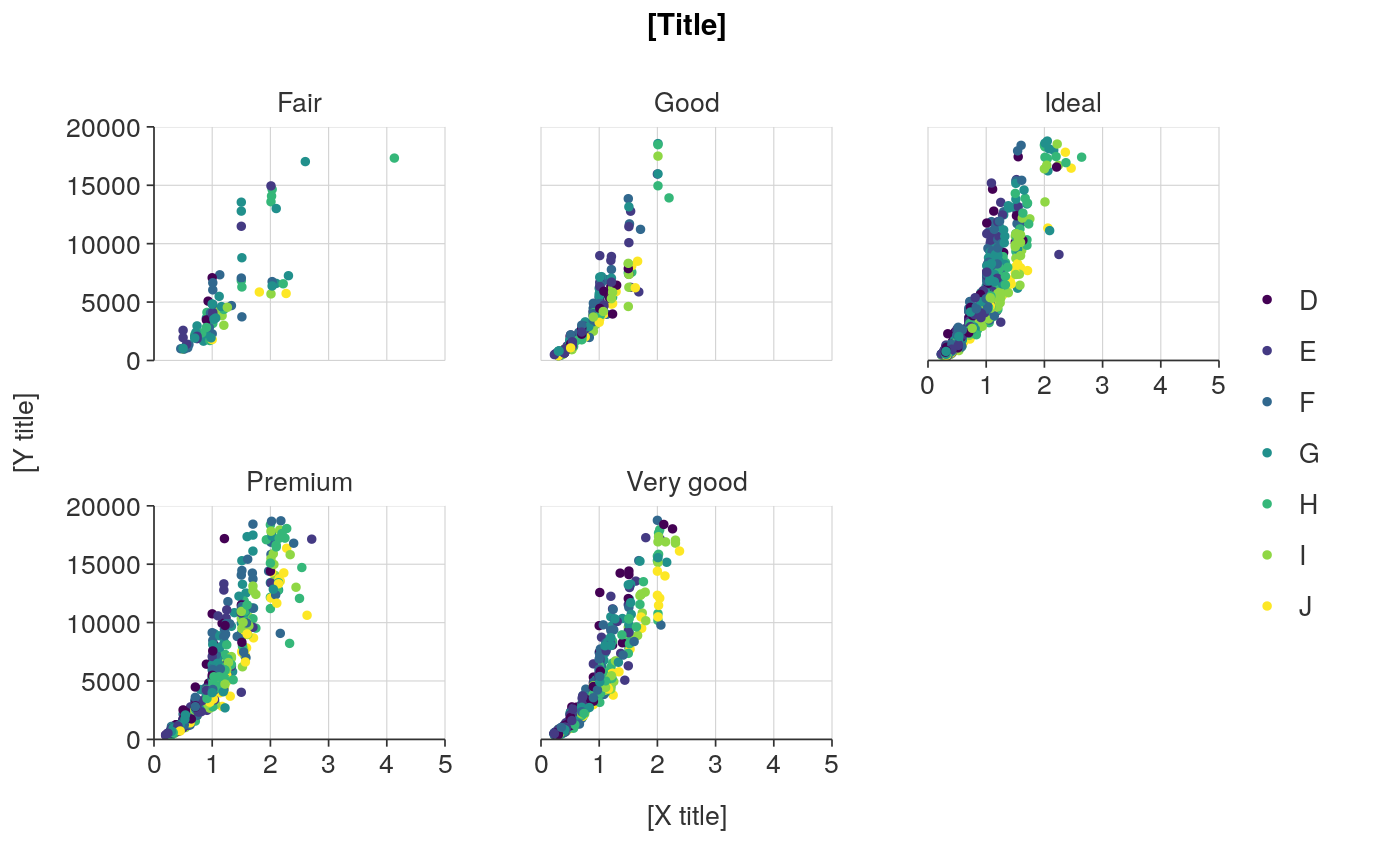 [Title]
Fair
Good
Ideal
20000
15000
10000
5000
0
0 1 2 3 4 5
[Y title]
D
E
F
G
H
I
J
Premium
Very good
20000
15000
10000
5000
0
0 1 2 3 4 5
0 1 2 3 4 5
[X title]